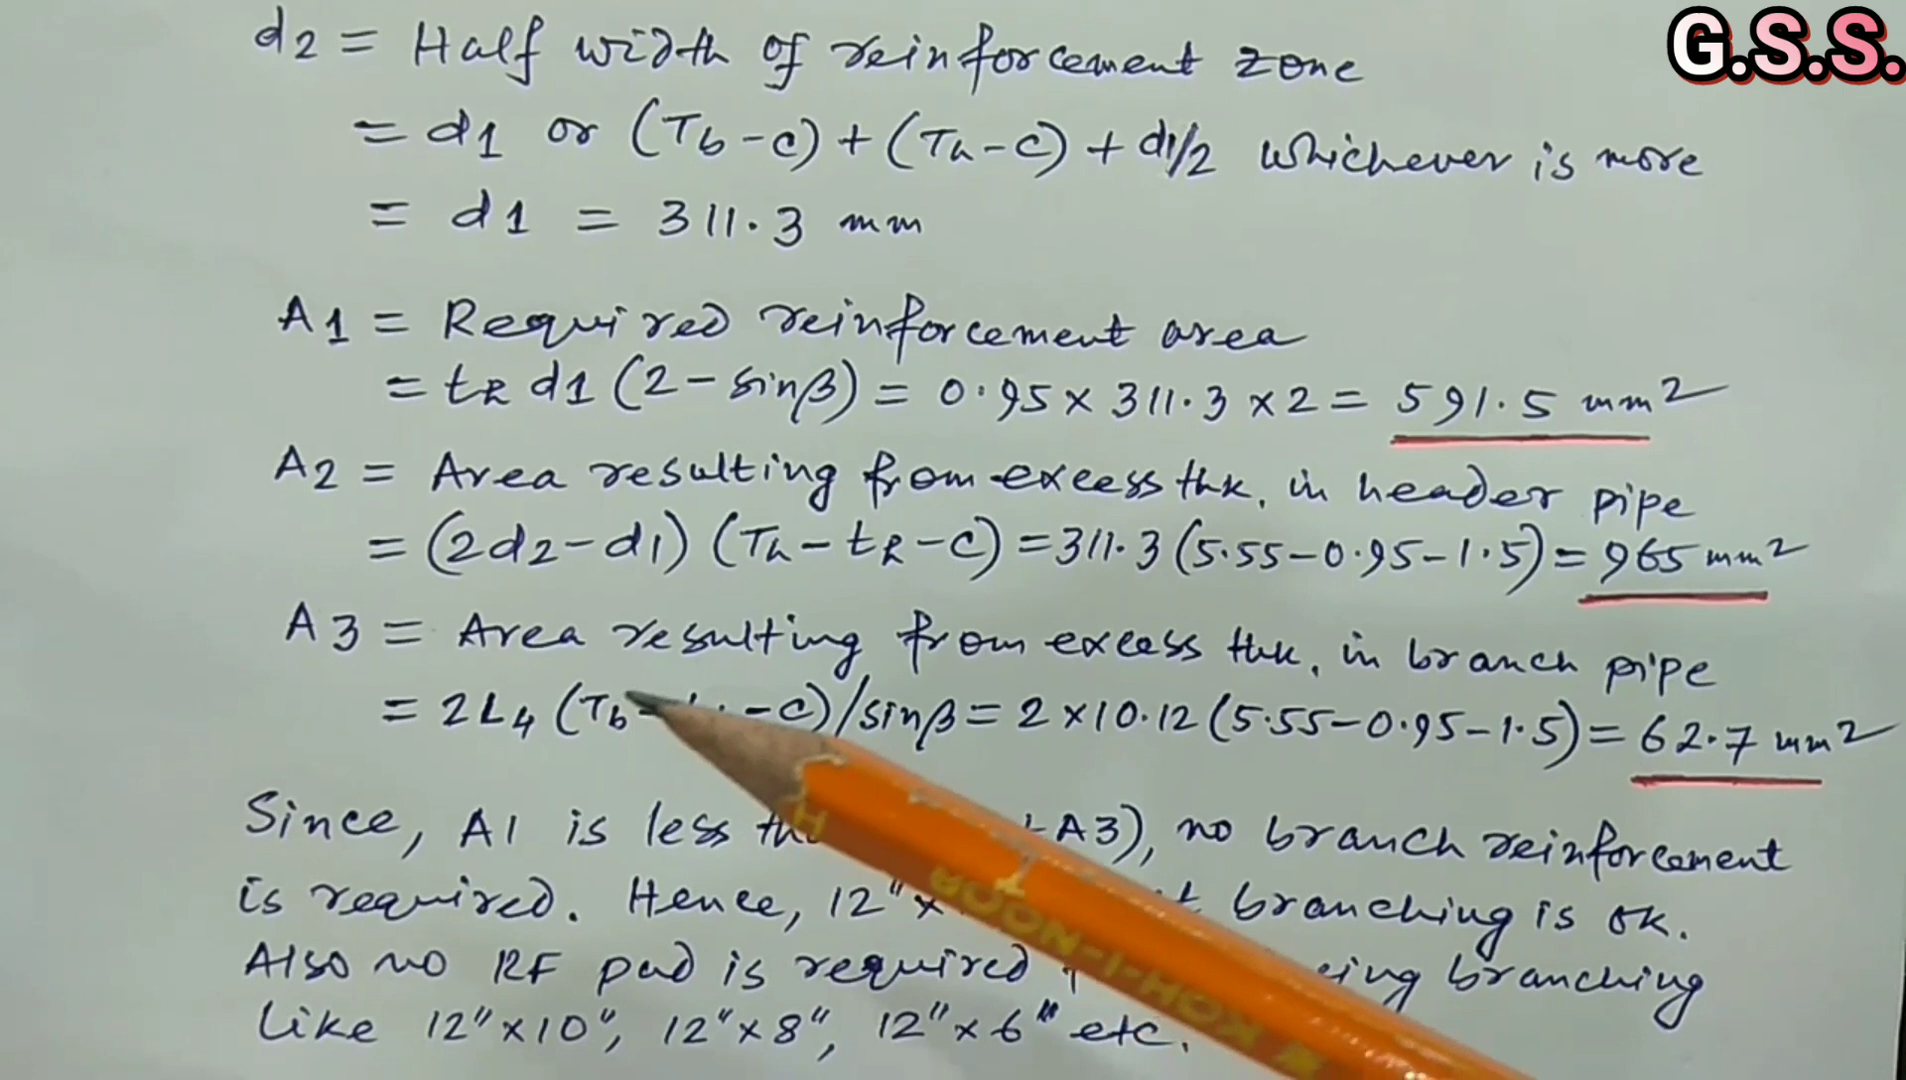 G.S.S.
d2 = Half width of reinforcement zone
= d1 or (Tb-c) + (Th-c) + d1/2 whichever is more
= d1 = 311.3 mm
A1 = Required reinforcement area
= tR d1 (2 - sinβ) = 0.95 x 311.3 x 2 = 591.5 mm2
A2 = Area resulting from excess thk. in header pipe
= (2d2-d1) (Th-tR-c) = 311.3 (5.55-0.95-1.5) = 965 mm2
A3 = Area resulting from excess thk. in branch pipe
= 2L4 (Tb - -c)/sinβ = 2 x 10.12 (5.55-0.95-1.5) = 62.7 mm2
Since, A1 is less +A3), no branch reinforcement
is required. Hence, 12" x branching is ok.
Also no RF pad is required branching
like 12"x10", 12"x8", 12"x6" etc.
KOH-I-NOOR H